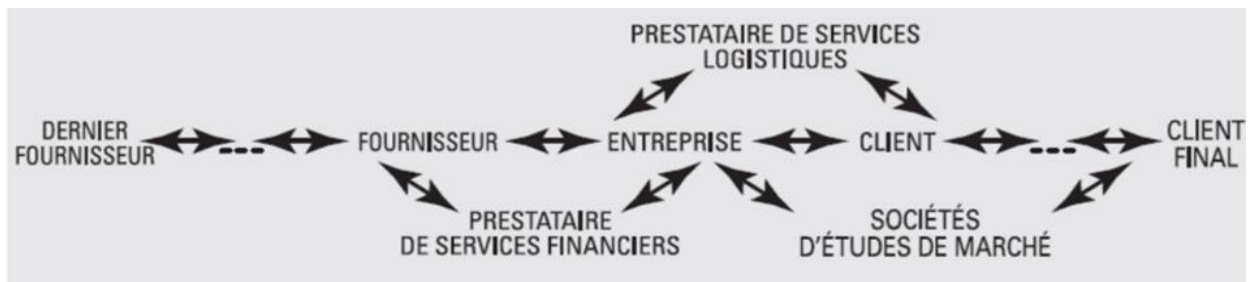 PRESTATAIRE DE SERVICES
LOGISTIQUES
DERNIER
FOURNISSEUR
FOURNISSEUR
ENTREPRISE
CLIENT
CLIENT
FINAL
PRESTATAIRE
DE SERVICES FINANCIERS
SOCIÉTÉS
D'ÉTUDES DE MARCHÉ